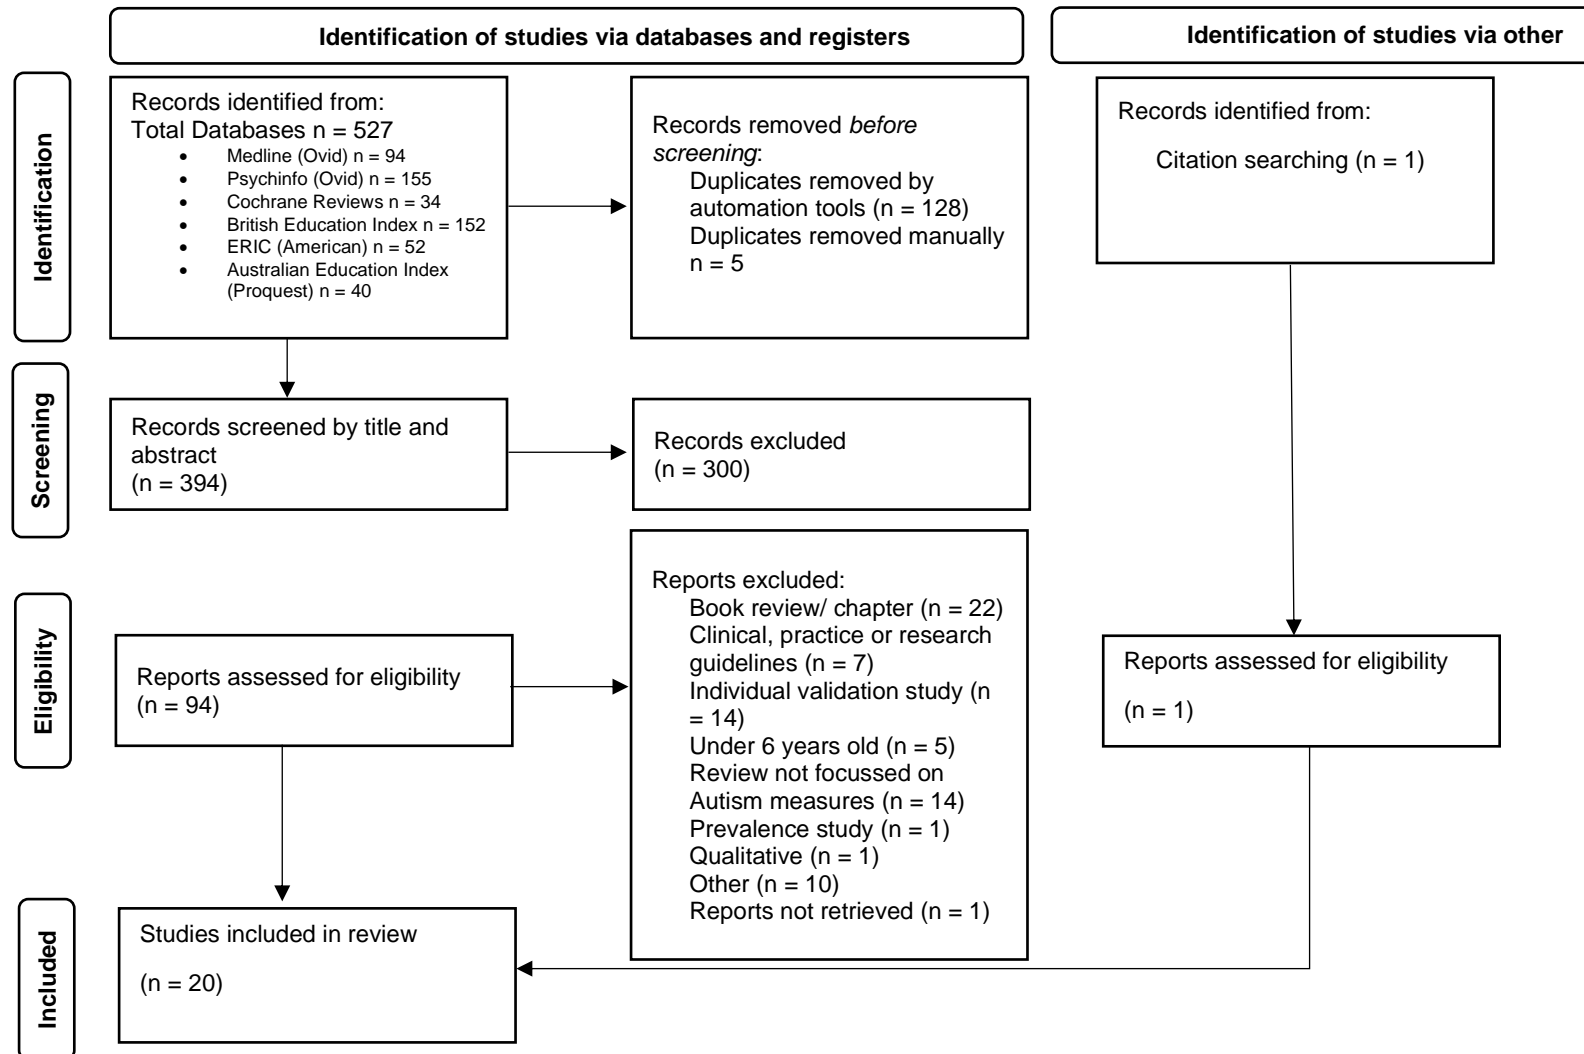 Identification of studies via databases and registers
Identification of studies via other
Identification
Records identified from:
Total Databases n = 527
• Medline (Ovid) n = 94
• Psychinfo (Ovid) n = 155
• Cochrane Reviews n = 34
• British Education Index n = 152
• ERIC (American) n = 52
• Australian Education Index
(Proquest) n = 40
Records removed before
screening:
Duplicates removed by
automation tools (n = 128)
Duplicates removed manually
n = 5
Records identified from:
Citation searching (n = 1)
Screening
Records screened by title and
abstract
(n = 394)
Records excluded
(n = 300)
Eligibility
Reports assessed for eligibility
(n = 94)
Reports excluded:
Book review/ chapter (n = 22)
Clinical, practice or research
guidelines (n = 7)
Individual validation study (n
= 14)
Under 6 years old (n = 5)
Review not focussed on
Autism measures (n = 14)
Prevalence study (n = 1)
Qualitative (n = 1)
Other (n = 10)
Reports not retrieved (n = 1)
Reports assessed for eligibility
(n = 1)
Included
Studies included in review
(n = 20)